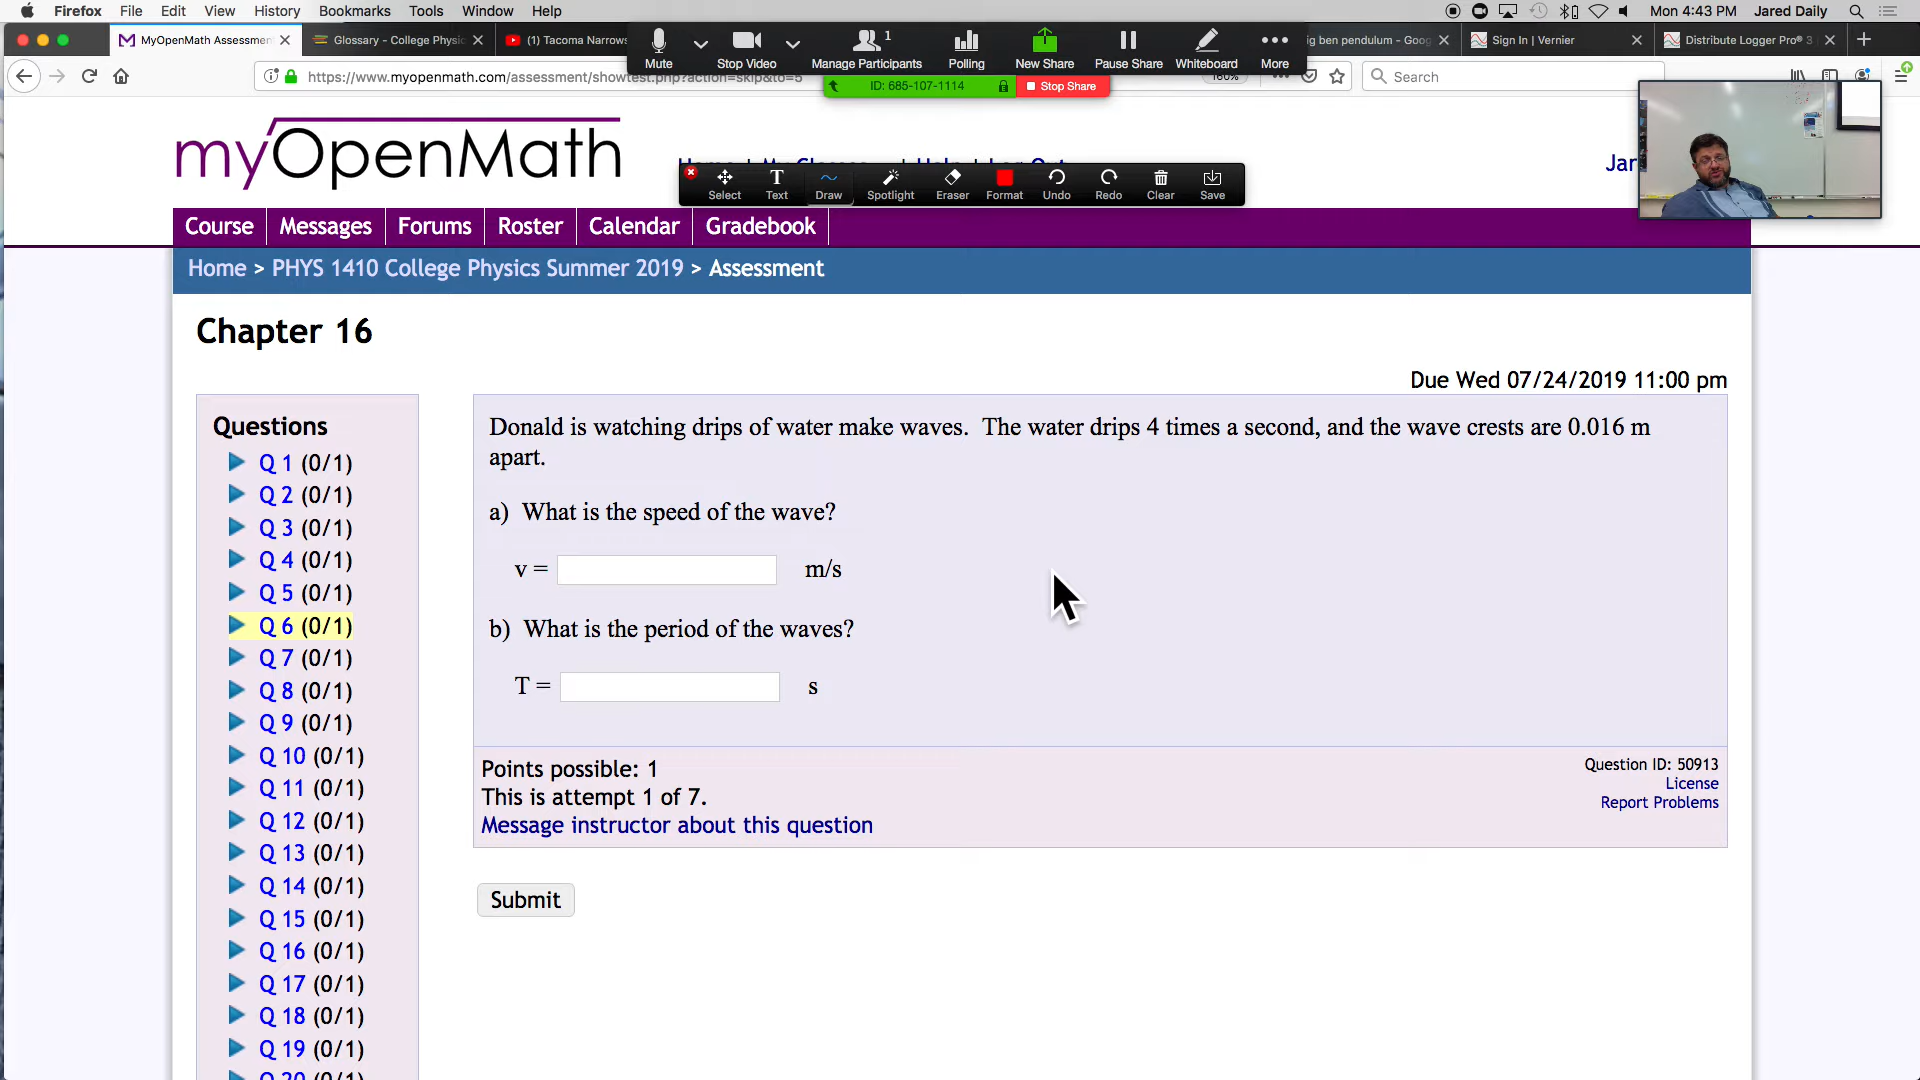 Firefox File Edit View History Bookmarks Tools Window Help Mon 4:43 PM Jared Daily
MyOpenMath Assessment Glossary - College Physic (1) Tacoma Narrows ig ben pendulum - Goog Sign In | Vernier Distribute Logger Pro® 3 /
Mute Stop Video Manage Participants 1 Polling New Share Pause Share Whiteboard More
https://www.myopenmath.com/assessment/showtest.php?action=skip&to=5 160% Search
ID: 685-107-1114 Stop Share
myOpenMath
Jar
Select Text Draw Spotlight Eraser Format Undo Redo Clear Save
Course Messages Forums Roster Calendar Gradebook
Home > PHYS 1410 College Physics Summer 2019 > Assessment
Chapter 16
Due Wed 07/24/2019 11:00 pm
Questions
Q 1 (0/1)
Q 2 (0/1)
Q 3 (0/1)
Q 4 (0/1)
Q 5 (0/1)
Q 6 (0/1)
Q 7 (0/1)
Q 8 (0/1)
Q 9 (0/1)
Q 10 (0/1)
Q 11 (0/1)
Q 12 (0/1)
Q 13 (0/1)
Q 14 (0/1)
Q 15 (0/1)
Q 16 (0/1)
Q 17 (0/1)
Q 18 (0/1)
Q 19 (0/1)
Donald is watching drips of water make waves. The water drips 4 times a second, and the wave crests are 0.016 m
apart.
a) What is the speed of the wave?
v = m/s
b) What is the period of the waves?
T = s
Points possible: 1
This is attempt 1 of 7.
Message instructor about this question
Question ID: 50913
License
Report Problems
Submit